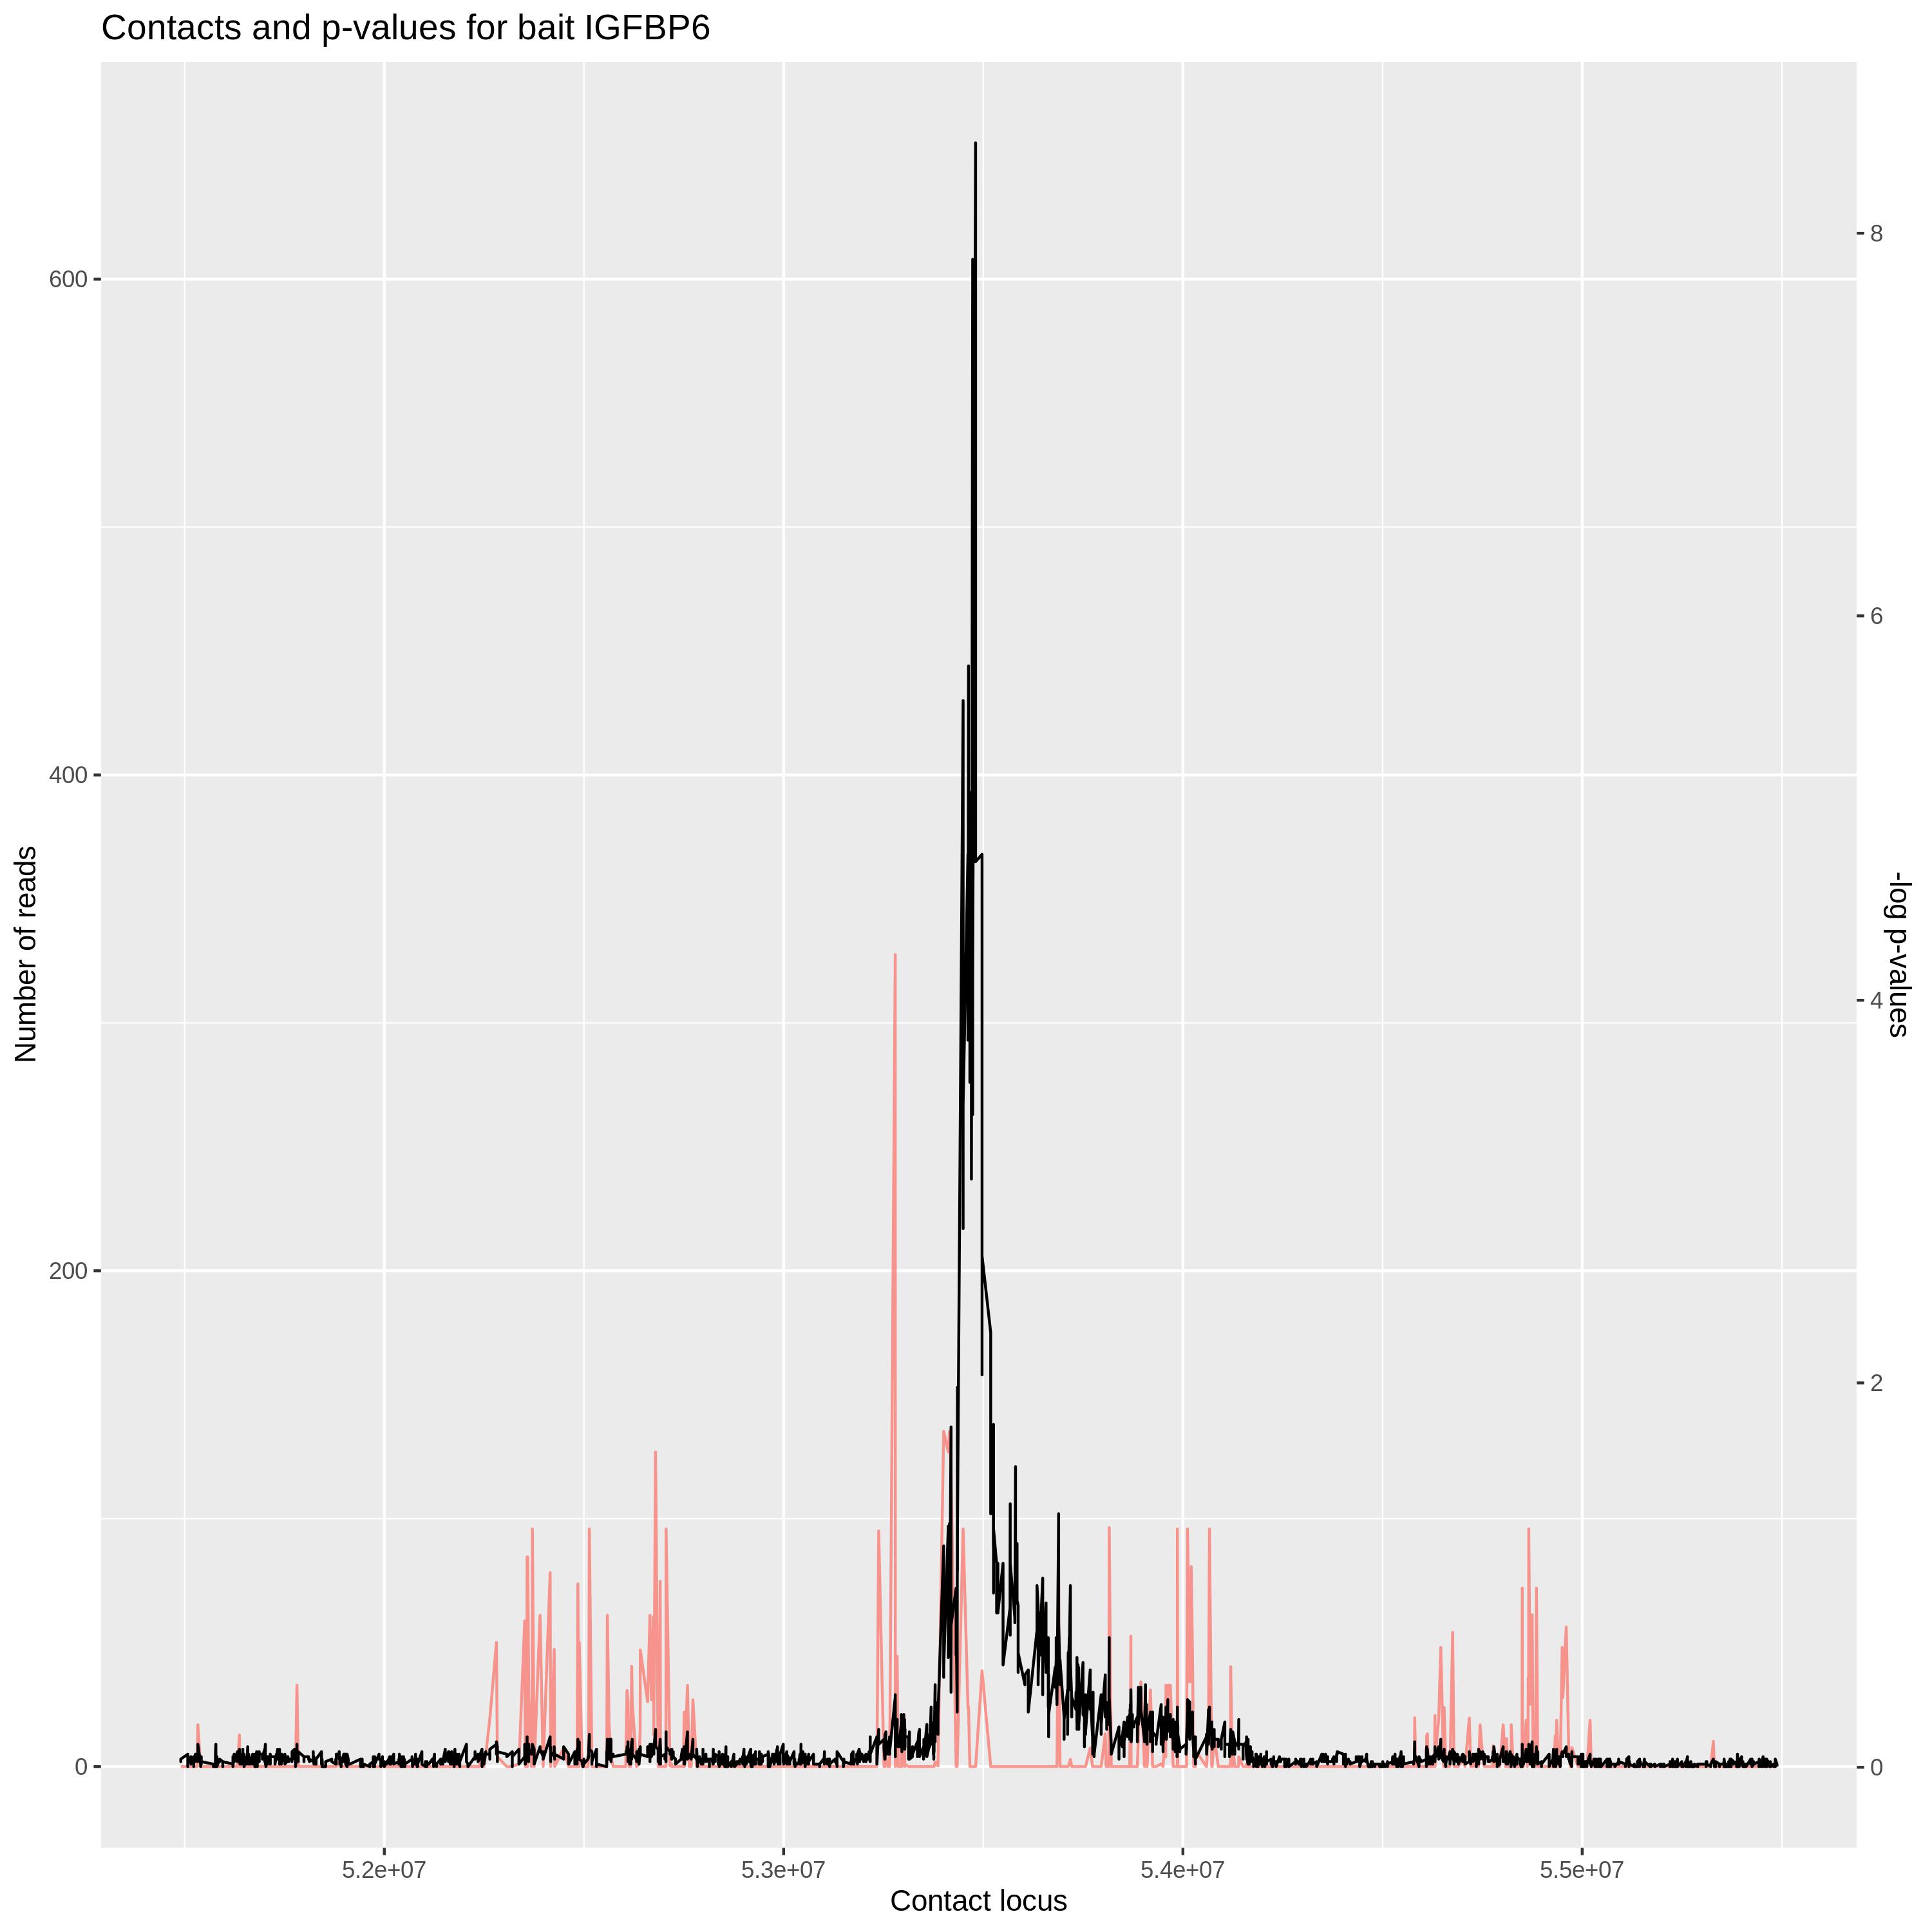 Contacts and p-values for bait IGFBP6
Number of reads
600
400
200
0
8
6
4
2
0
-log p-values
5.2e+07
5.3e+07
5.4e+07
5.5e+07
Contact locus